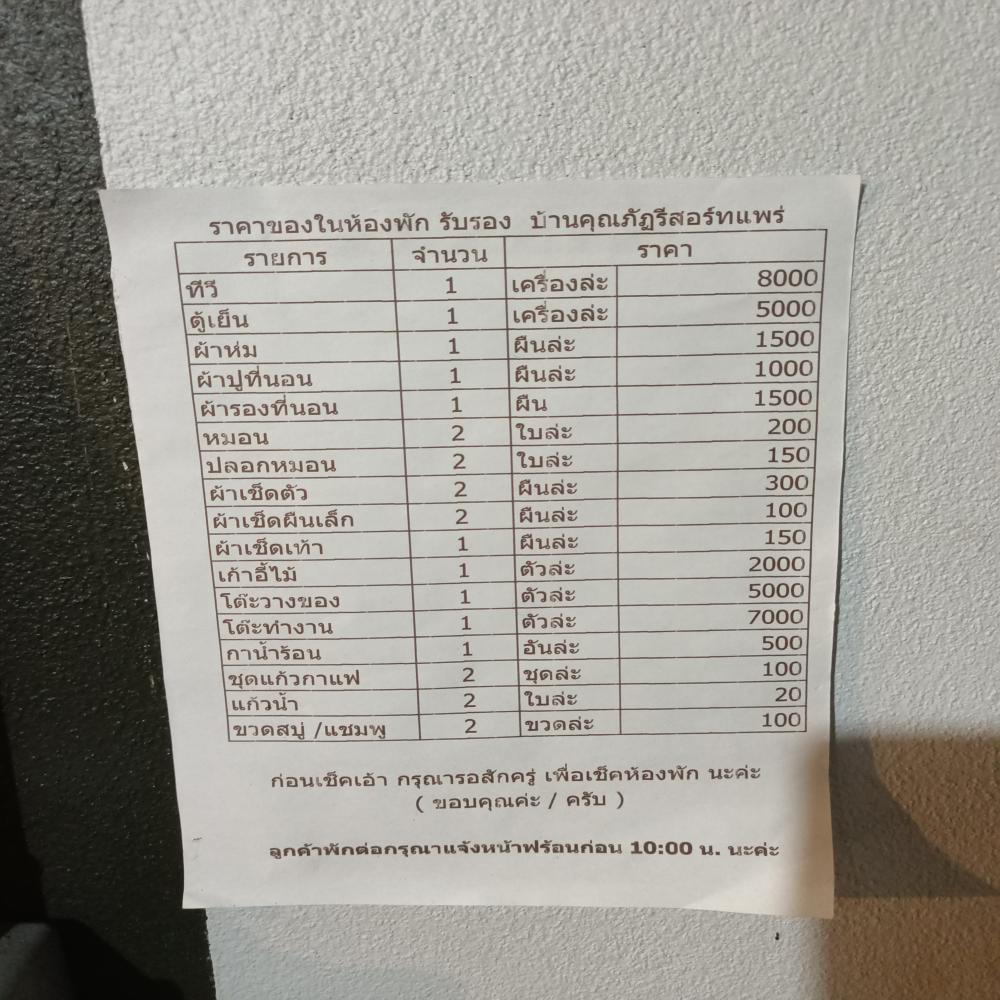 ราคาของในห้องพัก รับรอง บ้านคุณภัฏรีสอร์ทแพร่
รายการ จำนวน ราคา
ทีวี 1 เครื่องล่ะ 8000
ตู้เย็น 1 เครื่องล่ะ 5000
ผ้าห่ม 1 ผืนล่ะ 1500
ผ้าปูที่นอน 1 ผืนล่ะ 1000
ผ้ารองที่นอน 1 ผืน 1500
หมอน 2 ใบล่ะ 200
ปลอกหมอน 2 ใบล่ะ 150
ผ้าเช็ดตัว 2 ผืนล่ะ 300
ผ้าเช็ดผืนเล็ก 2 ผืนล่ะ 100
ผ้าเช็ดเท้า 1 ผืนล่ะ 150
เก้าอี้ไม้ 1 ตัวล่ะ 2000
โต๊ะวางของ 1 ตัวล่ะ 5000
โต๊ะทำงาน 1 ตัวล่ะ 7000
กาน้ำร้อน 1 อันล่ะ 500
ชุดแก้วกาแฟ 2 ชุดล่ะ 100
แก้วน้ำ 2 ใบล่ะ 20
ขวดสบู่ /แชมพู 2 ขวดล่ะ 100
ก่อนเช็คเอ้า กรุณารอสักครู่ เพื่อเช็คห้องพัก นะค่ะ
( ขอบคุณค่ะ / ครับ )
ลูกค้าพักต่อกรุณาแจ้งหน้าฟร้อนก่อน 10:00 น. นะค่ะ